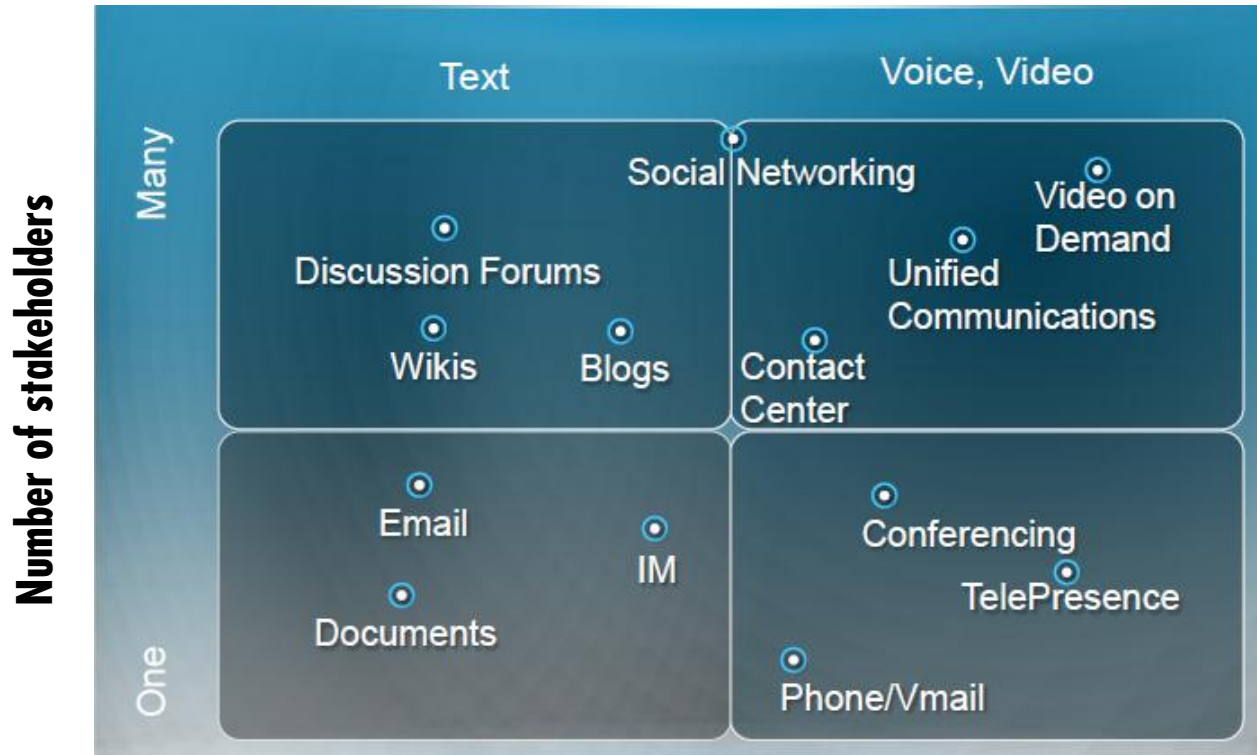 Number of stakeholders
Text
Voice, Video
Many
One
Social Networking
Video on
Demand
Discussion Forums
Unified
Communications
Wikis
Blogs
Contact
Center
Email
IM
Conferencing
TelePresence
Documents
Phone/Vmail